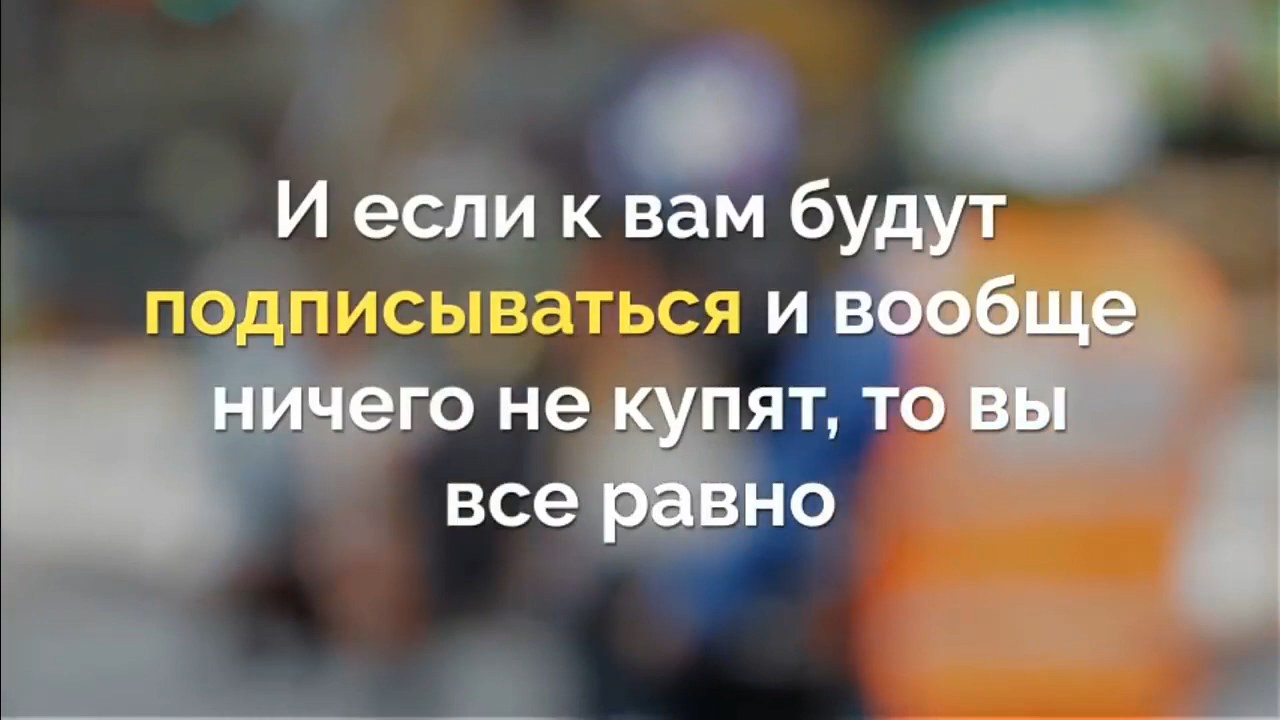 И если к вам будут
подписываться и вообще
ничего не купят, то вы
все равно